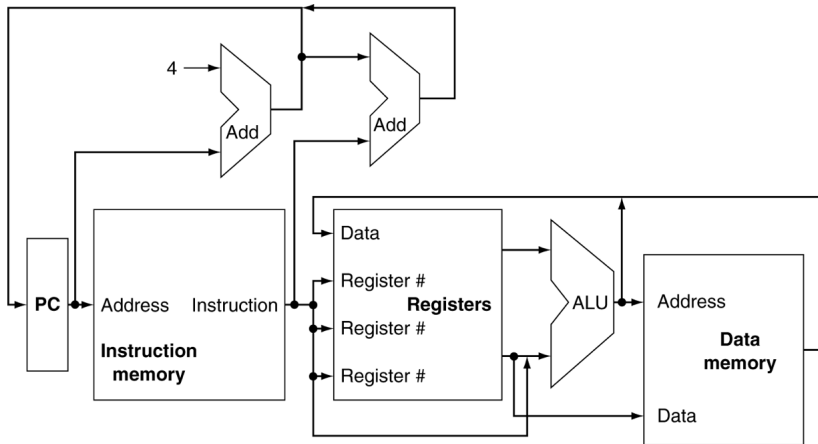 4
Add
Add
PC
Address
Instruction
Instruction
memory
Data
Register #
Register #
Register #
Registers
ALU
Address
Data
memory
Data